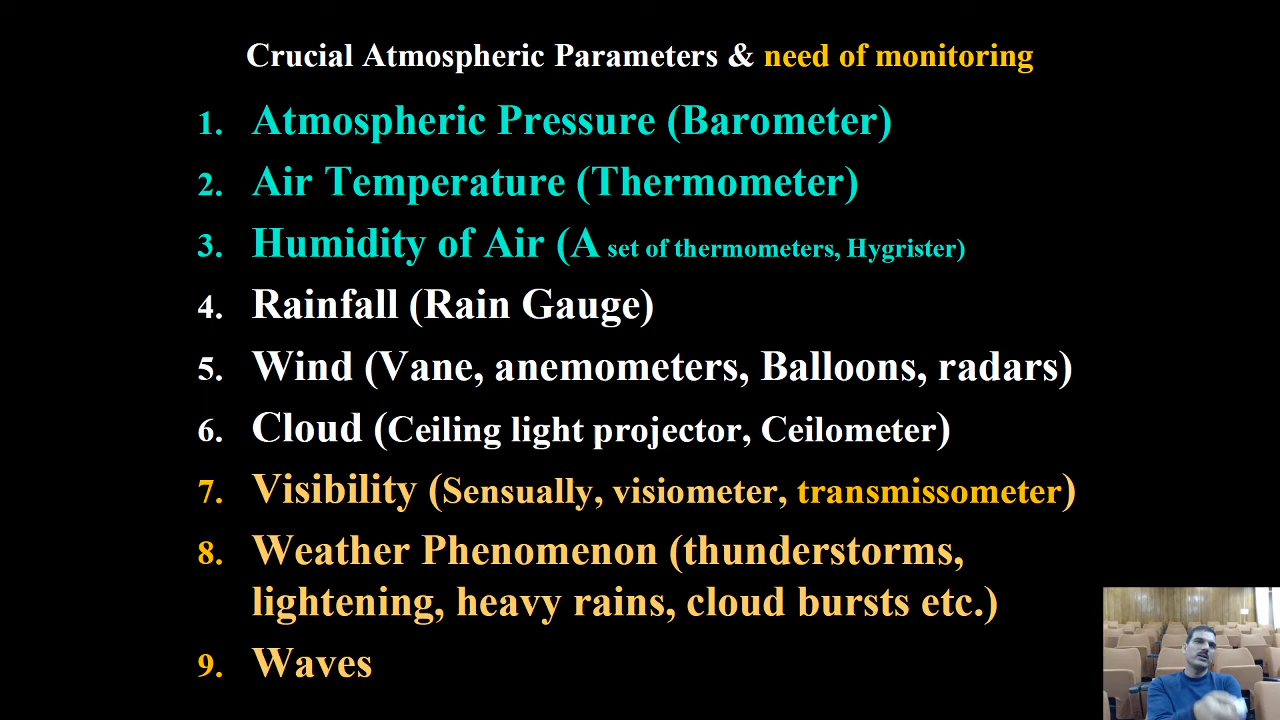 Crucial Atmospheric Parameters & need of monitoring
1. Atmospheric Pressure (Barometer)
2. Air Temperature (Thermometer)
3. Humidity of Air (A set of thermometers, Hygrister)
4. Rainfall (Rain Gauge)
5. Wind (Vane, anemometers, Balloons, radars)
6. Cloud (Ceiling light projector, Ceilometer)
7. Visibility (Sensually, visiometer, transmissometer)
8. Weather Phenomenon (thunderstorms,
lightening, heavy rains, cloud bursts etc.)
9. Waves